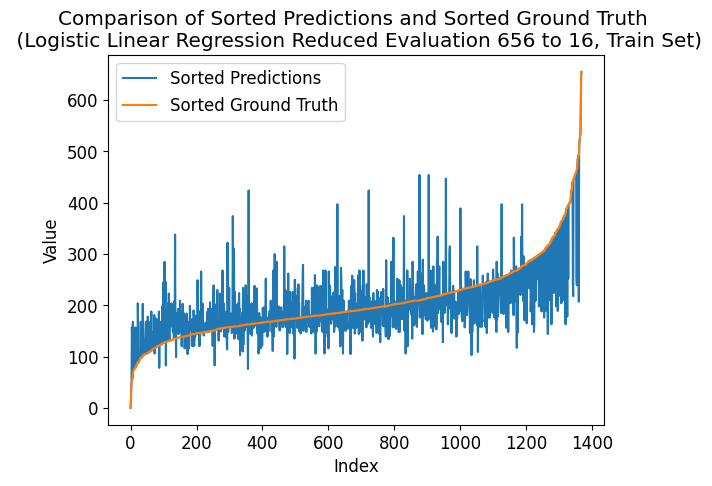 Comparison of Sorted Predictions and Sorted Ground Truth
(Logistic Linear Regression Reduced Evaluation 656 to 16, Train Set)
Sorted Predictions
Sorted Ground Truth
600
500
400
300
200
100
0
Value
0 200 400 600 800 1000 1200 1400
Index